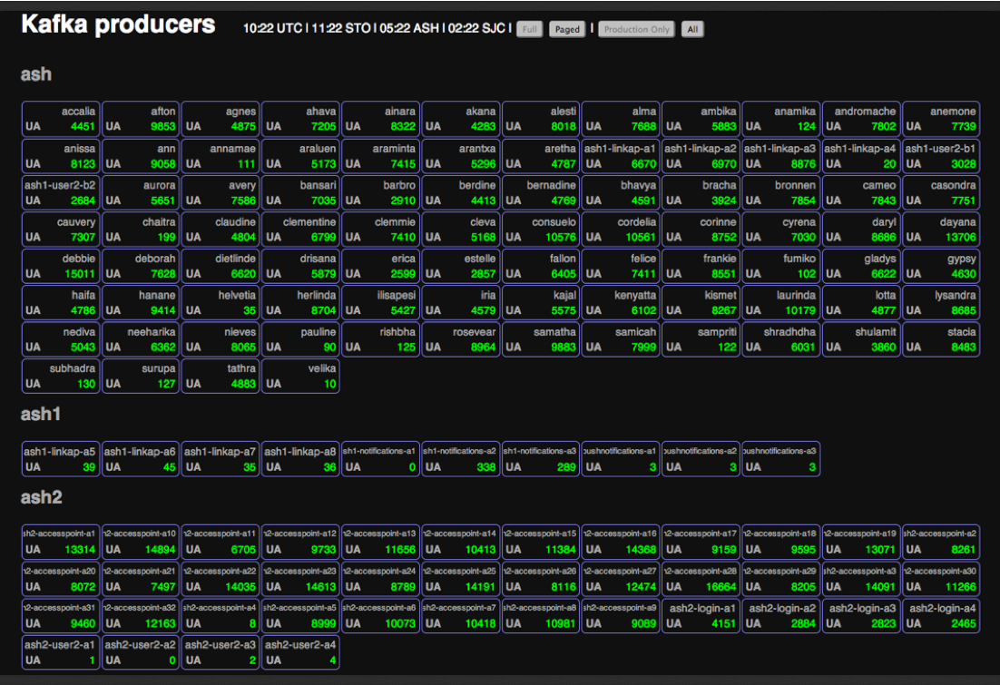 Kafka producers 10:22 UTC I 11:22 STO I 05:22 ASH I 02:22 SJC I Full Paged I Production Only All
ash
accalia afton agnes ahava ainara akana alesti alma ambika anamika andromache anemone
UA 4451 UA 9853 UA 4875 UA 7205 UA 8322 UA 4283 UA 8018 UA 7688 UA 5883 UA 124 UA 7802 UA 7739
anissa ann annamae araluen araminta arantxa aretha ash1-linkap-a1 ash1-linkap-a2 ash1-linkap-a3 ash1-linkap-a4 ash1-user2-b1
UA 8123 UA 9058 UA 111 UA 5173 UA 7415 UA 5296 UA 4787 UA 6670 UA 6970 UA 8876 UA 20 UA 3028
ash1-user2-b2 aurora avery bansari barbro berdine bernadine bhavya bracha bronnen cameo casondra
UA 2684 UA 5651 UA 7586 UA 7035 UA 2910 UA 4413 UA 4769 UA 4591 UA 3924 UA 7854 UA 7843 UA 7751
cauvery chaitra claudine clementine clemmie cleva consuelo cordelia corinne cyrena daryl dayana
UA 7307 UA 199 UA 4804 UA 6799 UA 7410 UA 5168 UA 10576 UA 10561 UA 8752 UA 7030 UA 8686 UA 13706
debbie deborah dietlinde drisana erica estelle fallon felice frankie fumiko gladys gypsy
UA 15011 UA 7628 UA 6620 UA 5879 UA 2599 UA 2857 UA 6405 UA 7411 UA 8551 UA 102 UA 6622 UA 4630
haifa hanane helvetia herlinda ilisapesi iria kajal kenyatta kismet laurinda lotta lysandra
UA 4786 UA 9414 UA 35 UA 8704 UA 5427 UA 4579 UA 5575 UA 6102 UA 8267 UA 10179 UA 4877 UA 8685
nediva neeharika nieves pauline rishbha rosevear samatha samicah sampriti shradhdha shulamit stacia
UA 5043 UA 6362 UA 8065 UA 90 UA 125 UA 8964 UA 9883 UA 7999 UA 122 UA 6031 UA 3860 UA 8483
subhadra surupa tathra velika
UA 130 UA 127 UA 4883 UA 10
ash1
ash1-linkap-a5 ash1-linkap-a6 ash1-linkap-a7 ash1-linkap-a8 sh1-notifications-a1 sh1-notifications-a2 sh1-notifications-a3 pushnotifications-a1 pushnotifications-a2 pushnotifications-a3
UA 39 UA 45 UA 35 UA 36 UA 0 UA 338 UA 289 UA 3 UA 3 UA 3
ash2
sh2-accesspoint-a1 h2-accesspoint-a10 h2-accesspoint-a11 h2-accesspoint-a12 h2-accesspoint-a13 h2-accesspoint-a14 h2-accesspoint-a15 h2-accesspoint-a16 h2-accesspoint-a17 h2-accesspoint-a18 h2-accesspoint-a19 sh2-accesspoint-a2
UA 13314 UA 14894 UA 6705 UA 9733 UA 11656 UA 10413 UA 11384 UA 14368 UA 9159 UA 9595 UA 13071 UA 8261
h2-accesspoint-a20 h2-accesspoint-a21 h2-accesspoint-a22 h2-accesspoint-a23 h2-accesspoint-a24 h2-accesspoint-a25 h2-accesspoint-a26 h2-accesspoint-a27 h2-accesspoint-a28 h2-accesspoint-a29 sh2-accesspoint-a3 h2-accesspoint-a30
UA 8072 UA 7497 UA 14035 UA 14613 UA 8789 UA 14191 UA 8116 UA 12474 UA 16664 UA 8205 UA 14091 UA 11266
h2-accesspoint-a31 h2-accesspoint-a32 sh2-accesspoint-a4 sh2-accesspoint-a5 sh2-accesspoint-a6 sh2-accesspoint-a7 sh2-accesspoint-a8 sh2-accesspoint-a9 ash2-login-a1 ash2-login-a2 ash2-login-a3 ash2-login-a4
UA 9460 UA 12163 UA 8 UA 8999 UA 10073 UA 10418 UA 10981 UA 9089 UA 4151 UA 2884 UA 2823 UA 2465
ash2-user2-a1 ash2-user2-a2 ash2-user2-a3 ash2-user2-a4
UA 1 UA 0 UA 2 UA 4